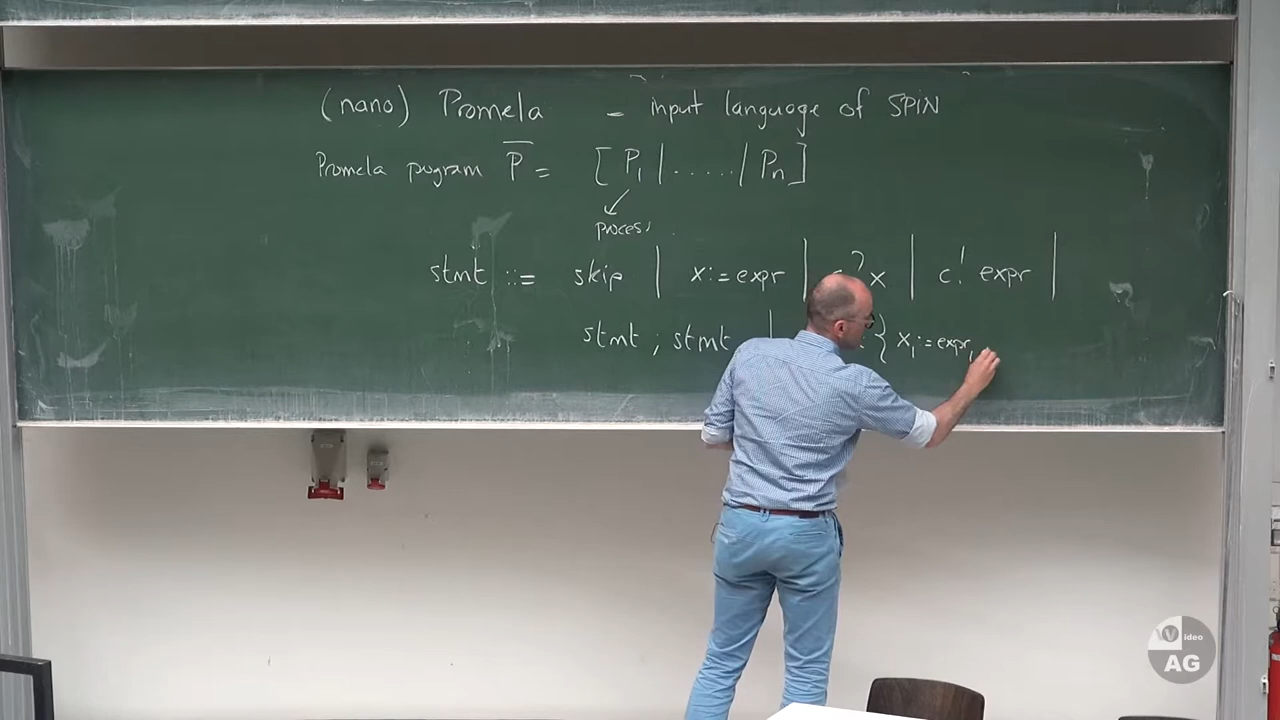 (nano) Promela = input language of SPIN
Promela program P̅ = [P₁ | ..... | Pₙ]
process
stmt ::= skip | x := expr | ?x | c! expr |
stmt ; stmt | { x₁ := expr₁
Video AG